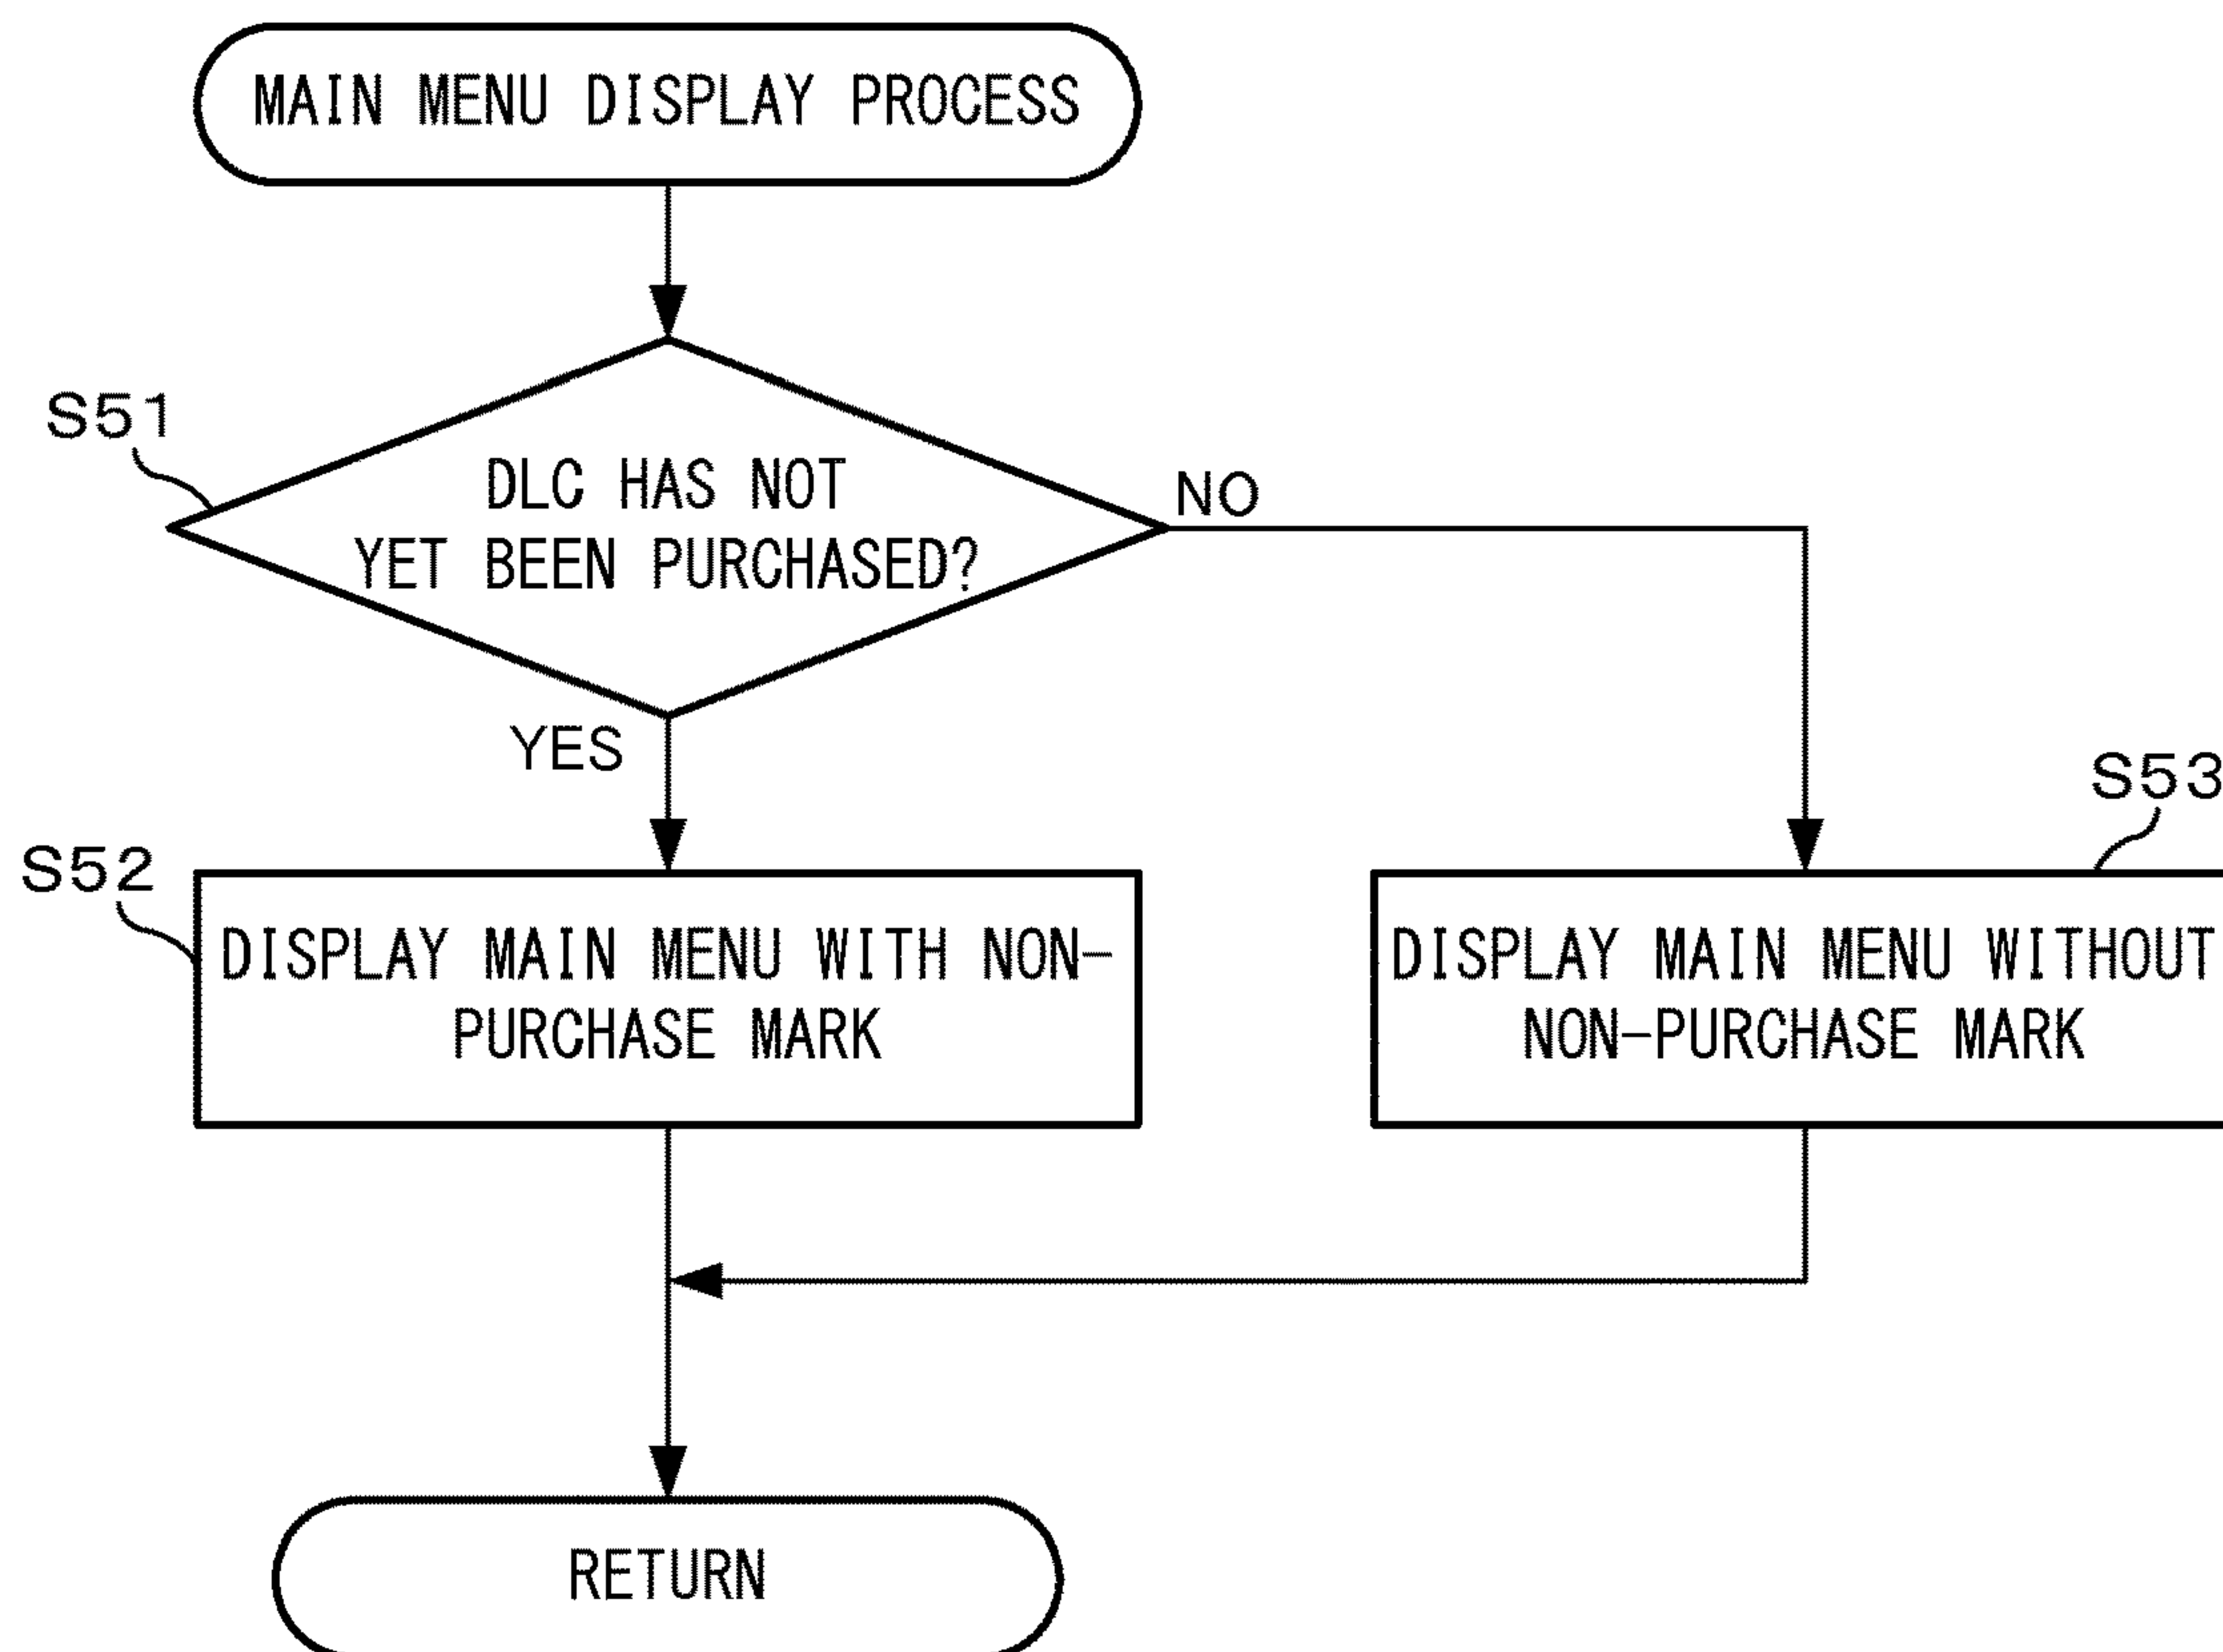 MAIN MENU DISPLAY PROCESS
S51
DLC HAS NOT
YET BEEN PURCHASED?
NO
YES
S52
DISPLAY MAIN MENU WITH NON-
PURCHASE MARK
S53
DISPLAY MAIN MENU WITHOUT
NON-PURCHASE MARK
RETURN